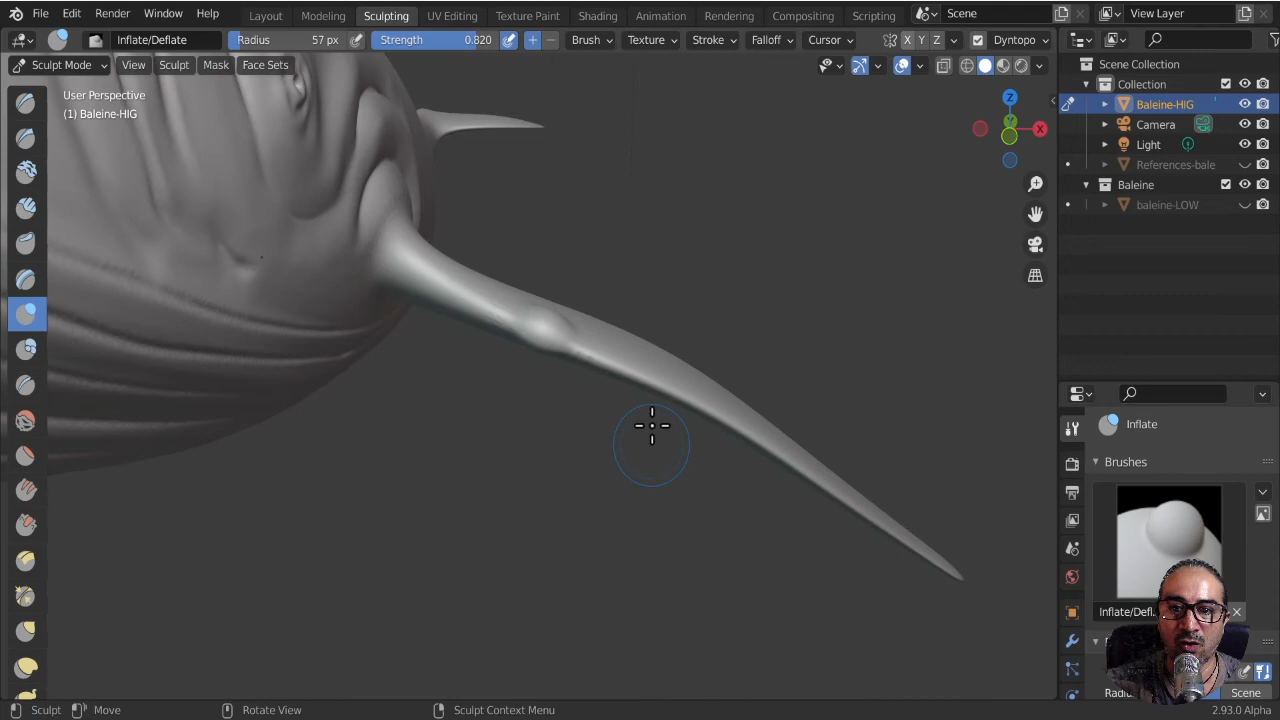 File Edit Render Window Help Layout Modeling Sculpting UV Editing Texture Paint Shading Animation Rendering Compositing Scripting Scene View Layer
Inflate/Deflate Radius 57 px Strength 0.820 Brush Texture Stroke Falloff Cursor X Y Z Dyntopo
Sculpt Mode View Sculpt Mask Face Sets
User Perspective
(1) Baleine-HIG
Z
Y
X
Scene Collection
Collection
Baleine-HIG
Camera
Light
References-bale
Baleine
baleine-LOW
Inflate
Brushes
Inflate/Defl.
Radiu
Scene
Sculpt Move Rotate View Sculpt Context Menu 2.93.0 Alpha